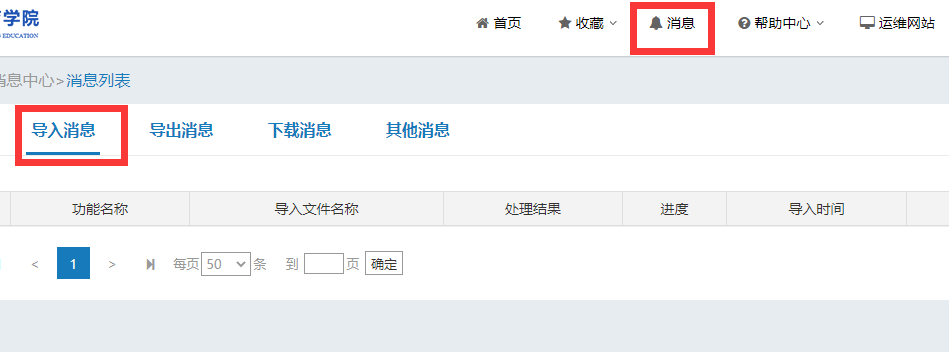 学院
EDUCATION
首页 收藏 消息 帮助中心 运维网站
消息中心>消息列表
导入消息 导出消息 下载消息 其他消息
功能名称 导入文件名称 处理结果 进度 导入时间
< 1 > 每页 50 条 到 页 确定